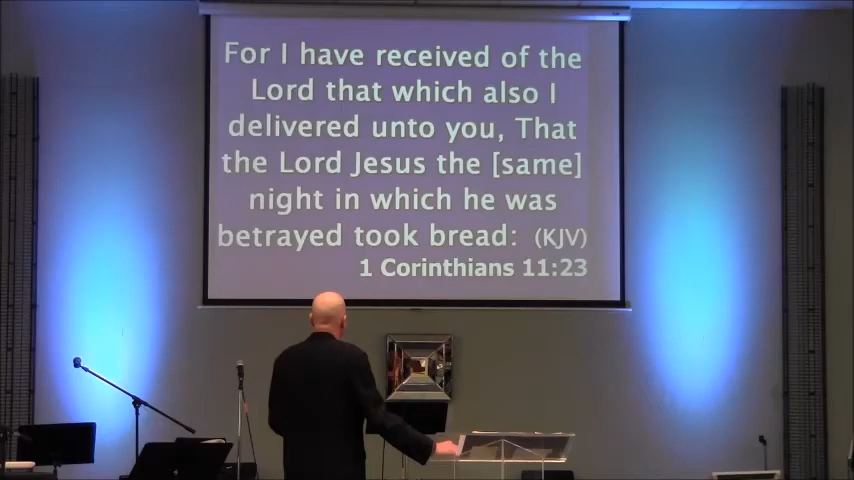 For I have received of the
Lord that which also I
delivered unto you, That
the Lord Jesus the [same]
night in which he was
betrayed took bread: (KJV)
1 Corinthians 11:23